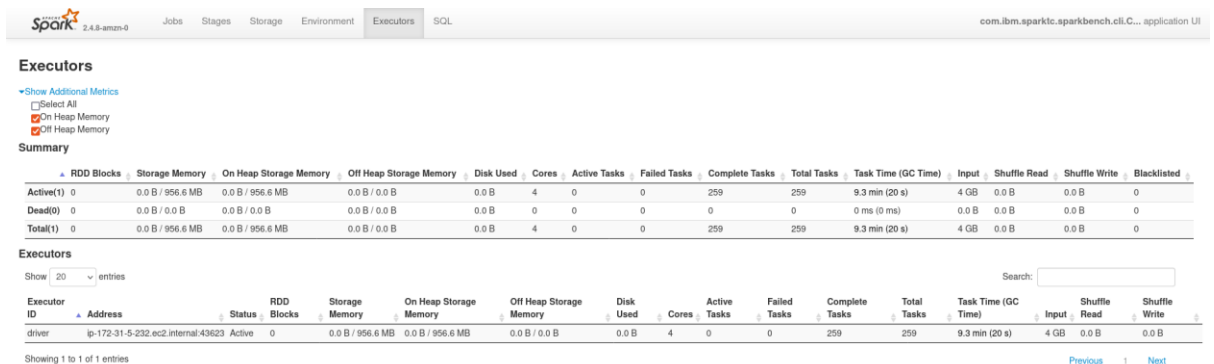 APACHE Spark 2.4.8-amzn-0 Jobs Stages Storage Environment Executors SQL com.ibm.sparktc.sparkbench.cli.C... application UI
Executors
Show Additional Metrics
Select All
On Heap Memory
Off Heap Memory
Summary
RDD Blocks Storage Memory On Heap Storage Memory Off Heap Storage Memory Disk Used Cores Active Tasks Failed Tasks Complete Tasks Total Tasks Task Time (GC Time) Input Shuffle Read Shuffle Write Blacklisted
Active(1) 0 0.0 B / 956.6 MB 0.0 B / 956.6 MB 0.0 B / 0.0 B 0.0 B 4 0 0 259 259 9.3 min (20 s) 4 GB 0.0 B 0.0 B 0
Dead(0) 0 0.0 B / 0.0 B 0.0 B / 0.0 B 0.0 B / 0.0 B 0.0 B 0 0 0 0 0 0 ms (0 ms) 0.0 B 0.0 B 0.0 B 0
Total(1) 0 0.0 B / 956.6 MB 0.0 B / 956.6 MB 0.0 B / 0.0 B 0.0 B 4 0 0 259 259 9.3 min (20 s) 4 GB 0.0 B 0.0 B 0
Executors
Show 20 entries Search:
Executor ID Address Status RDD Blocks Storage Memory On Heap Storage Memory Off Heap Storage Memory Disk Used Cores Active Tasks Failed Tasks Complete Tasks Total Tasks Task Time (GC Time) Input Shuffle Read Shuffle Write
driver ip-172-31-5-232.ec2.internal:43623 Active 0 0.0 B / 956.6 MB 0.0 B / 956.6 MB 0.0 B / 0.0 B 0.0 B 4 0 0 259 259 9.3 min (20 s) 4 GB 0.0 B 0.0 B
Showing 1 to 1 of 1 entries Previous 1 Next